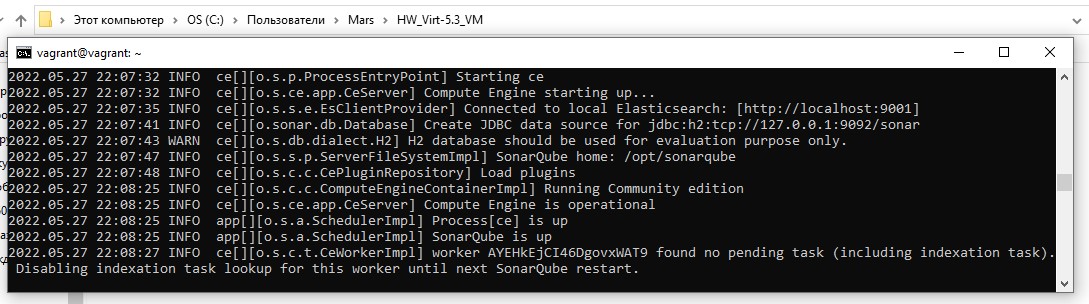 Этот компьютер > OS (C:) > Пользователи > Mars > HW_Virt-5.3_VM
vagrant@vagrant: ~
2022.05.27 22:07:32 INFO  ce[][o.s.p.ProcessEntryPoint] Starting ce
2022.05.27 22:07:32 INFO  ce[][o.s.ce.app.CeServer] Compute Engine starting up...
2022.05.27 22:07:35 INFO  ce[][o.s.s.e.EsClientProvider] Connected to local Elasticsearch: [http://localhost:9001]
2022.05.27 22:07:41 INFO  ce[][o.sonar.db.Database] Create JDBC data source for jdbc:h2:tcp://127.0.0.1:9092/sonar
2022.05.27 22:07:43 WARN  ce[][o.s.db.dialect.H2] H2 database should be used for evaluation purpose only.
2022.05.27 22:07:47 INFO  ce[][o.s.s.p.ServerFileSystemImpl] SonarQube home: /opt/sonarqube
2022.05.27 22:07:48 INFO  ce[][o.s.c.c.CePluginRepository] Load plugins
2022.05.27 22:08:25 INFO  ce[][o.s.c.c.ComputeEngineContainerImpl] Running Community edition
2022.05.27 22:08:25 INFO  ce[][o.s.ce.app.CeServer] Compute Engine is operational
2022.05.27 22:08:25 INFO  app[][o.s.a.SchedulerImpl] Process[ce] is up
2022.05.27 22:08:25 INFO  app[][o.s.a.SchedulerImpl] SonarQube is up
2022.05.27 22:08:27 INFO  ce[][o.s.c.t.CeWorkerImpl] worker AYEHkEjCI46DgovxWAT9 found no pending task (including indexation task).
Disabling indexation task lookup for this worker until next SonarQube restart.